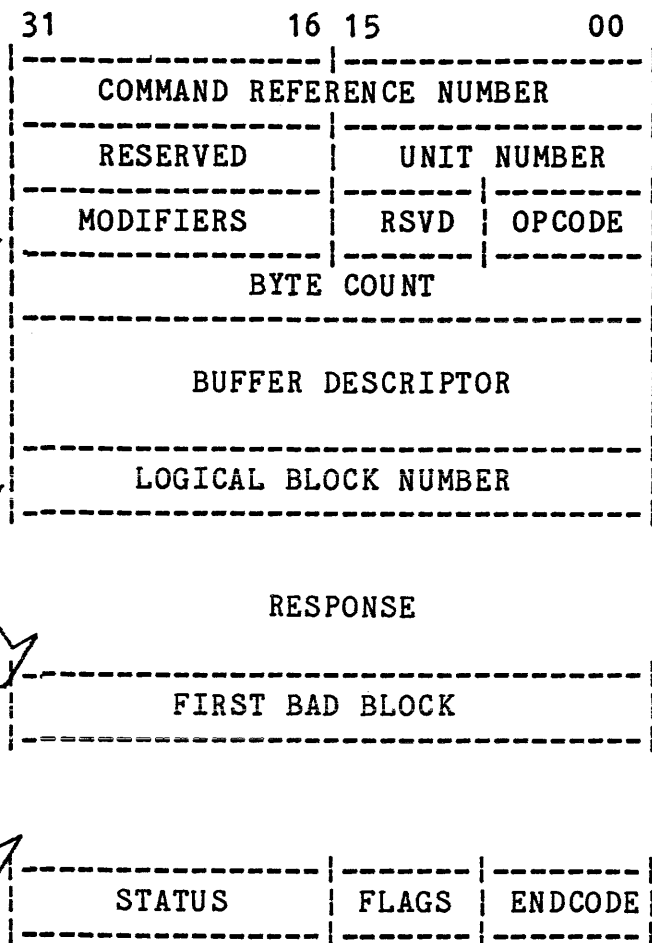 31 16 15 00
COMMAND REFERENCE NUMBER
RESERVED UNIT NUMBER
MODIFIERS RSVD OPCODE
BYTE COUNT
BUFFER DESCRIPTOR
LOGICAL BLOCK NUMBER
RESPONSE
FIRST BAD BLOCK
STATUS FLAGS ENDCODE